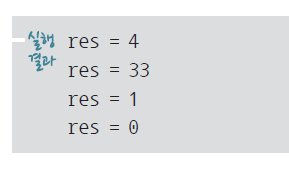 실행
결과
res = 4
res = 33
res = 1
res = 0